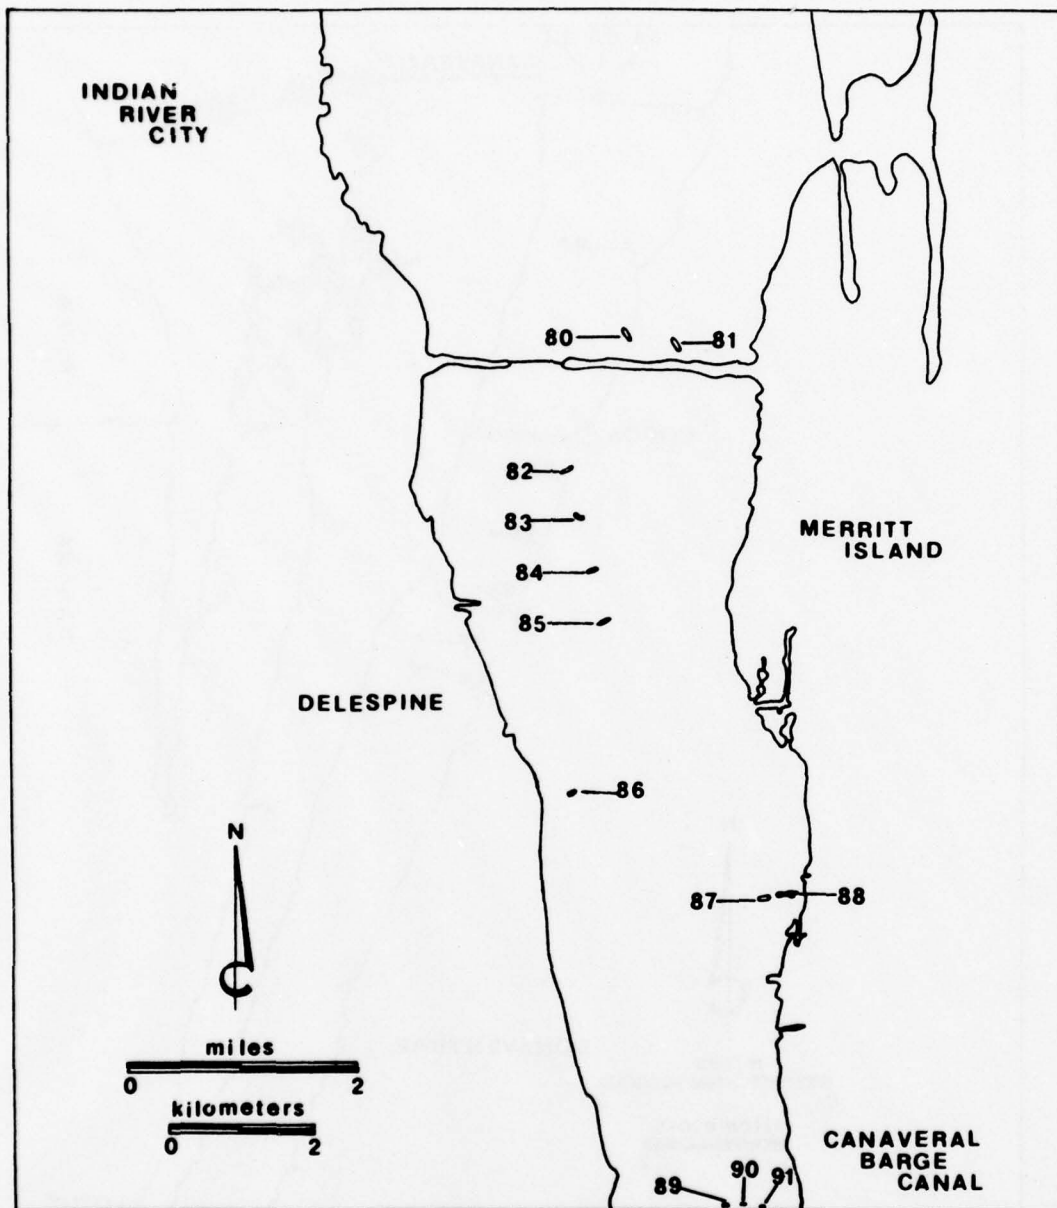 INDIAN
RIVER
CITY
80
81
82
83
84
85
MERRITT
ISLAND
DELESPINE
86
N
87
88
miles
0 2
kilometers
0 2
CANAVERAL
BARGE
CANAL
89
90
91